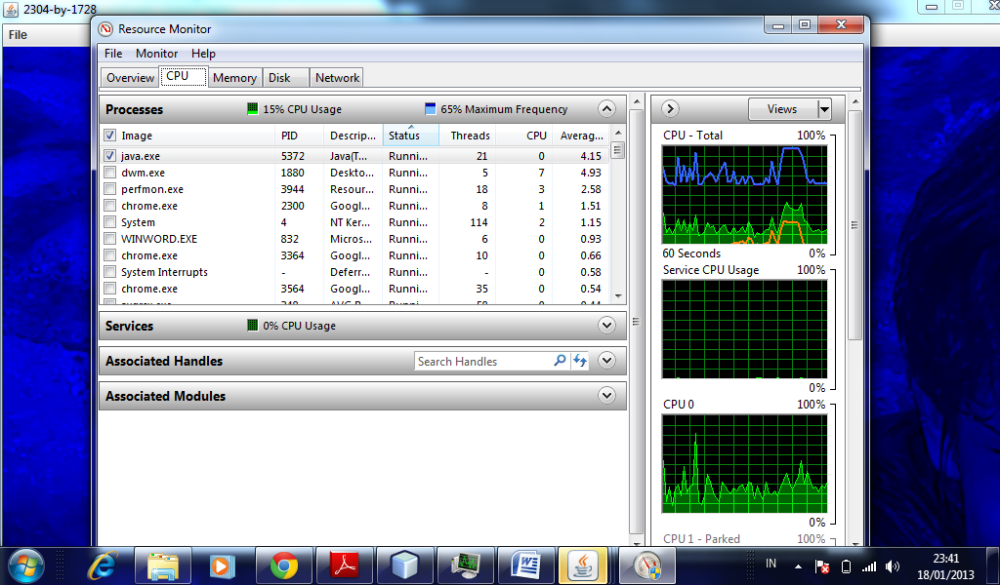 2304-by-1728
File
Resource Monitor
File Monitor Help
Overview CPU Memory Disk Network
Processes 15% CPU Usage 65% Maximum Frequency
Image PID Descrip... Status Threads CPU Averag...
java.exe 5372 Java(T... Runni... 21 0 4.15
dwm.exe 1880 Deskto... Runni... 5 7 4.93
perfmon.exe 3944 Resour... Runni... 18 3 2.58
chrome.exe 2300 Googl... Runni... 8 1 1.51
System 4 NT Ker... Runni... 114 2 1.15
WINWORD.EXE 832 Micros... Runni... 6 0 0.93
chrome.exe 3364 Googl... Runni... 10 0 0.66
System Interrupts - Deferr... Runni... - 0 0.58
chrome.exe 3564 Googl... Runni... 35 0 0.54
Services 0% CPU Usage
Associated Handles Search Handles
Associated Modules
Views
CPU - Total 100%
60 Seconds 0%
Service CPU Usage 100%
0%
CPU 0 100%
0%
CPU 1 - Parked 100%
IN 23:41
18/01/2013